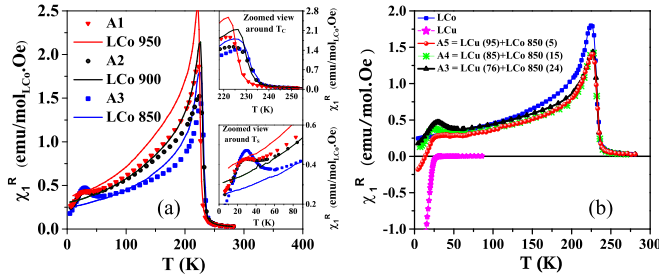 χ₁ᴿ (emu/mol_LCo.Oe)
2.5
2.0
1.5
1.0
0.5
0.0
0
100
200
300
400
T (K)
A1
LCo 950
A2
LCo 900
A3
LCo 850
(a)
Zoomed view
around T_C
2.8
2.1
1.4
0.7
0.0
220
240
T (K)
χ₁ᴿ (emu/mol_LCo.Oe)
Zoomed view
around T_S
0.6
0.4
0.2
20
40
60
80
T (K)
χ₁ᴿ (emu/mol_LCo.Oe)
χ₁ᴿ (emu/mol.Oe)
2.0
1.5
1.0
0.5
0.0
-0.5
-1.0
0
50
100
150
200
250
300
T (K)
LCo
LCu
A5 = LCu (95)+LCo 850 (5)
A4 = LCu (85)+LCo 850 (15)
A3 = LCu (76)+LCo 850 (24)
(b)